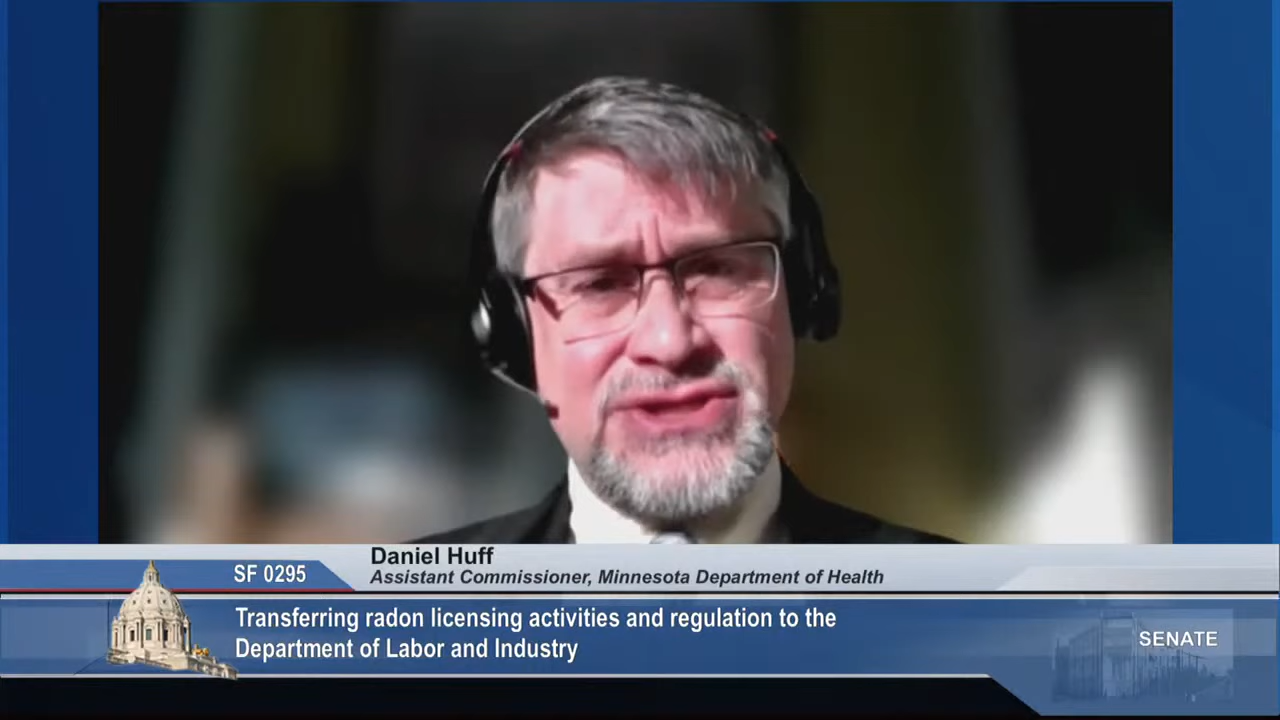 Daniel Huff
Assistant Commissioner, Minnesota Department of Health
SF 0295
Transferring radon licensing activities and regulation to the
Department of Labor and Industry
SENATE